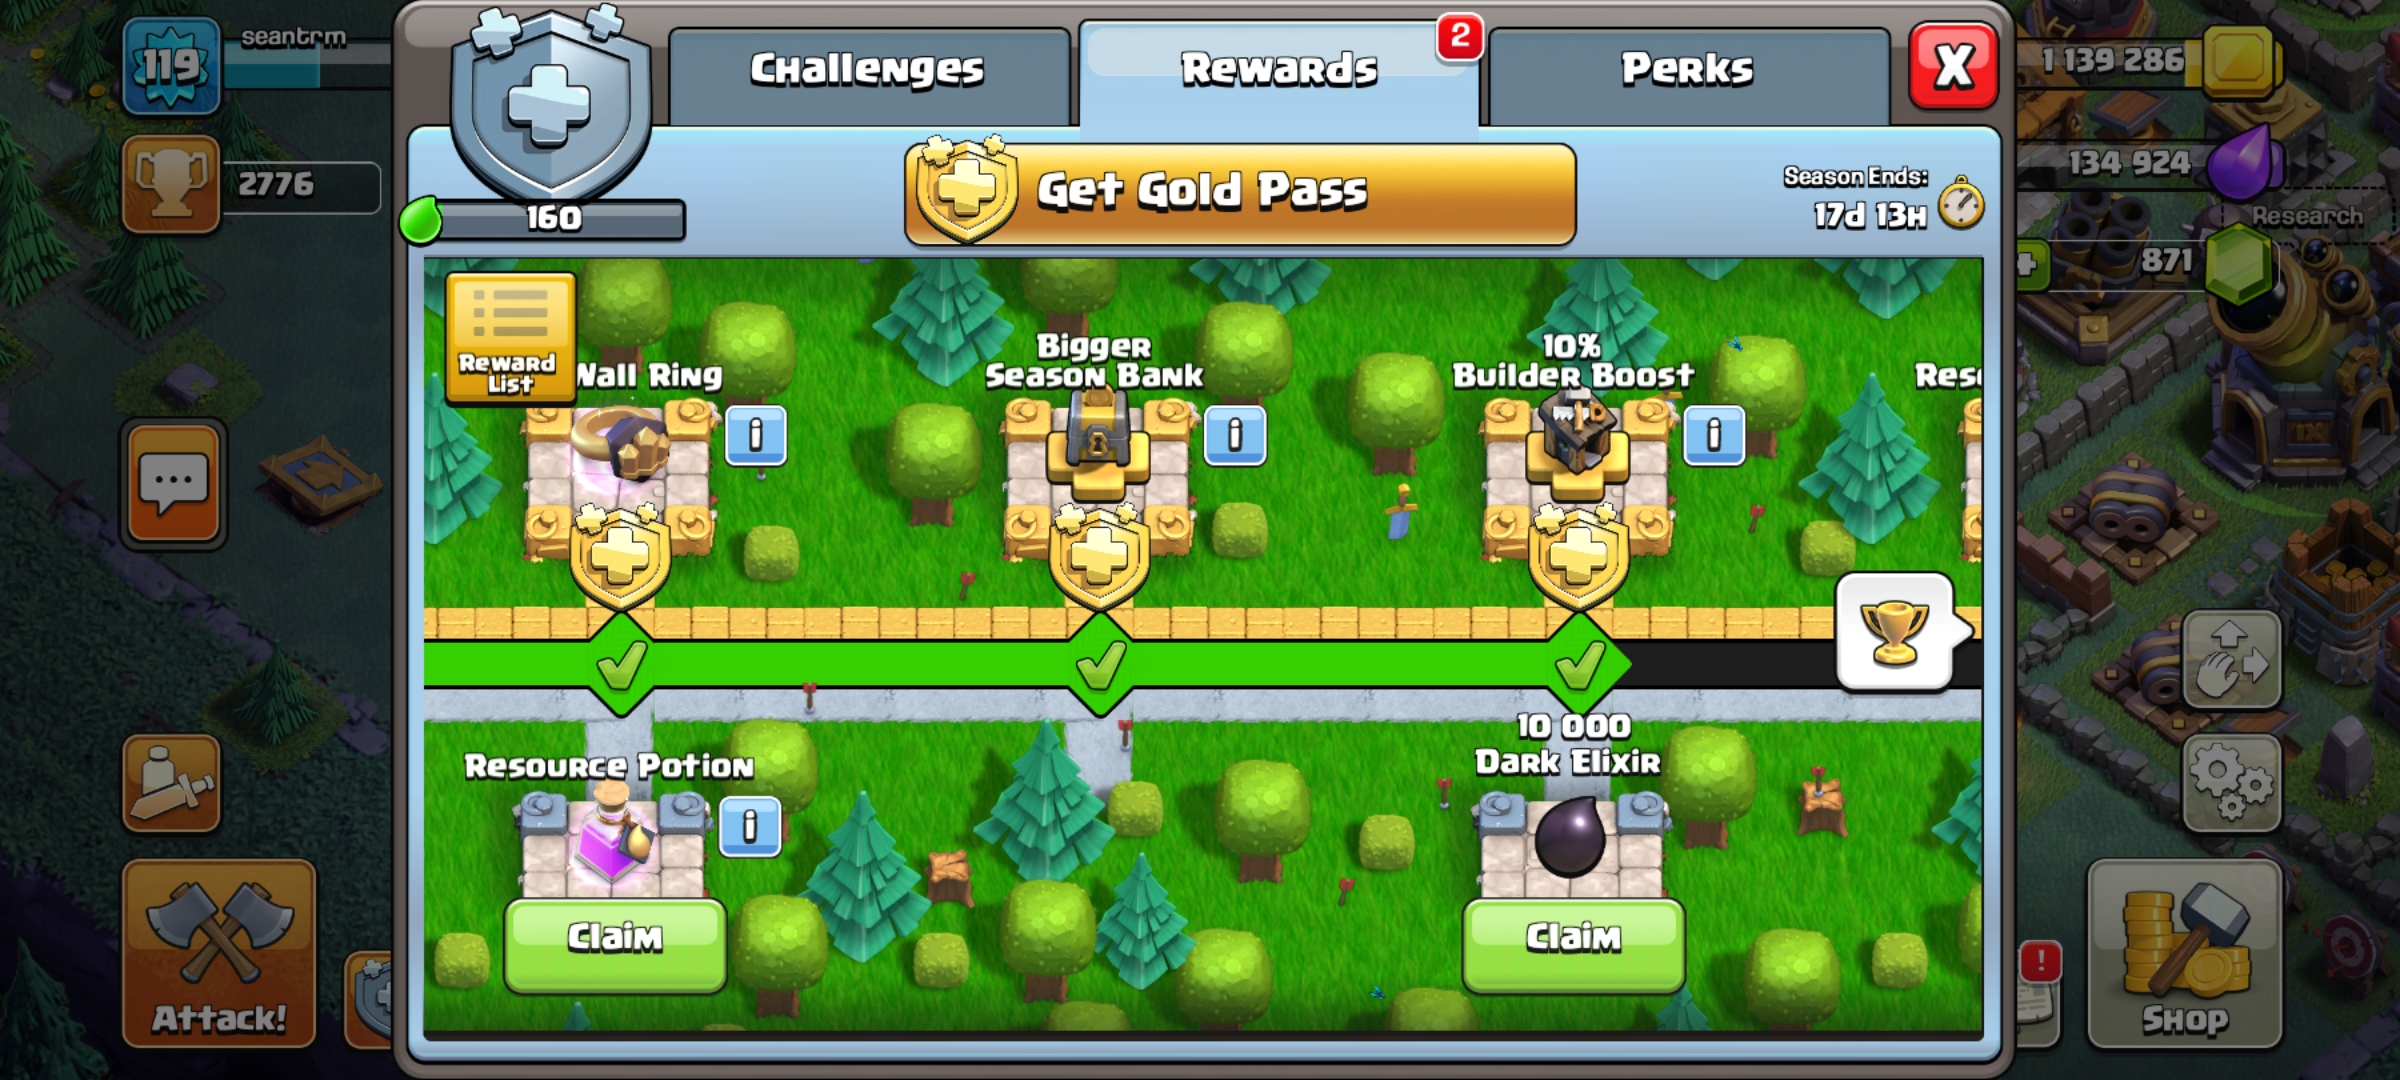 119
seantrm
2776
Challenges
Rewards
2
Perks
X
1 139 286
134 924
Research
871
160
Get Gold Pass
Season Ends:
17d 13h
Reward
List
Wall Ring
Bigger
Season Bank
10%
Builder Boost
i
i
i
Resource Potion
i
10 000
Dark Elixir
Claim
Claim
Attack!
!
Shop